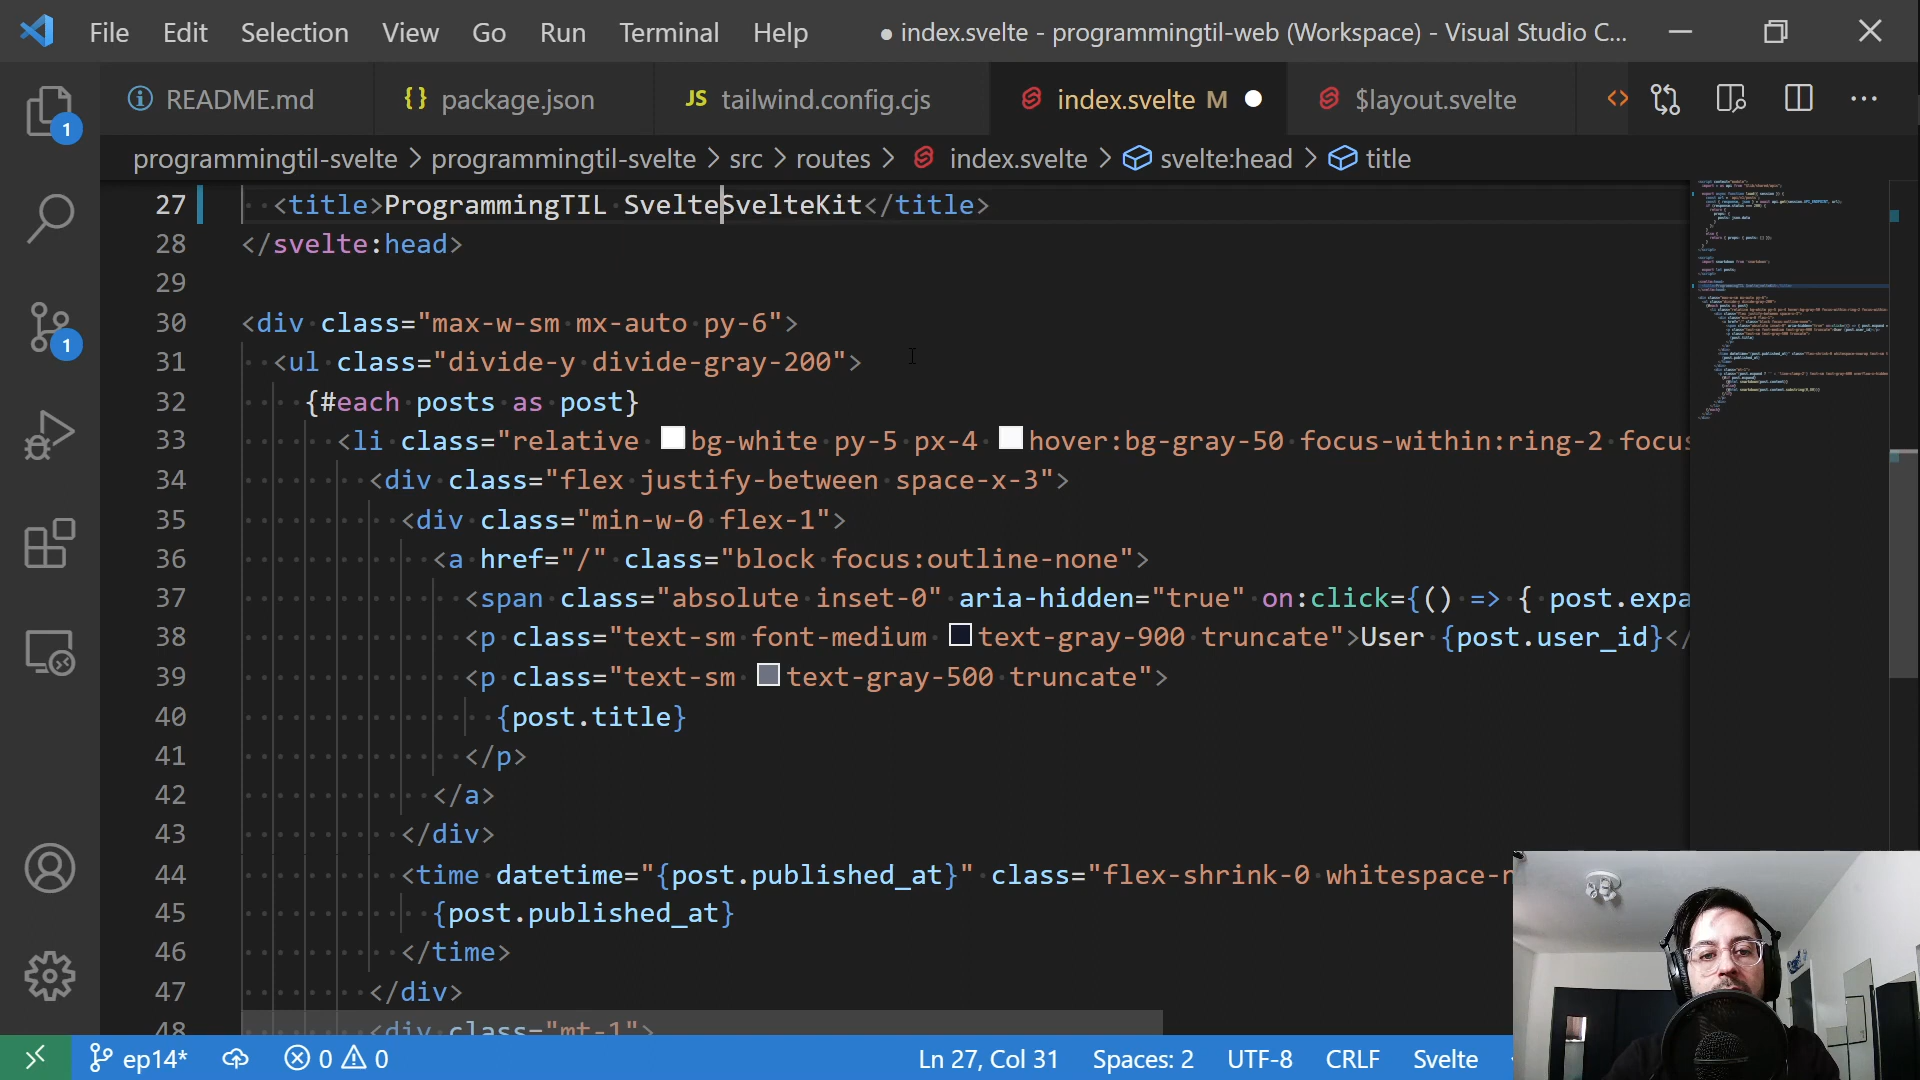 File Edit Selection View Go Run Terminal Help ● index.svelte - programmingtil-web (Workspace) - Visual Studio C...
README.md package.json JS tailwind.config.cjs index.svelte M $layout.svelte
programmingtil-svelte > programmingtil-svelte > src > routes > index.svelte > svelte:head > title
27 <title>ProgrammingTIL SvelteSvelteKit</title>
28 </svelte:head>
29
30 <div class="max-w-sm mx-auto py-6">
31 <ul class="divide-y divide-gray-200">
32 {#each posts as post}
33 <li class="relative bg-white py-5 px-4 hover:bg-gray-50 focus-within:ring-2 focus
34 <div class="flex justify-between space-x-3">
35 <div class="min-w-0 flex-1">
36 <a href="/" class="block focus:outline-none">
37 <span class="absolute inset-0" aria-hidden="true" on:click={() => { post.expa
38 <p class="text-sm font-medium text-gray-900 truncate">User {post.user_id}</
39 <p class="text-sm text-gray-500 truncate">
40 {post.title}
41 </p>
42 </a>
43 </div>
44 <time datetime="{post.published_at}" class="flex-shrink-0 whitespace-n
45 {post.published_at}
46 </time>
47 </div>
48 <div class="mt-1">
1
1
ep14* 0 0 Ln 27, Col 31 Spaces: 2 UTF-8 CRLF Svelte